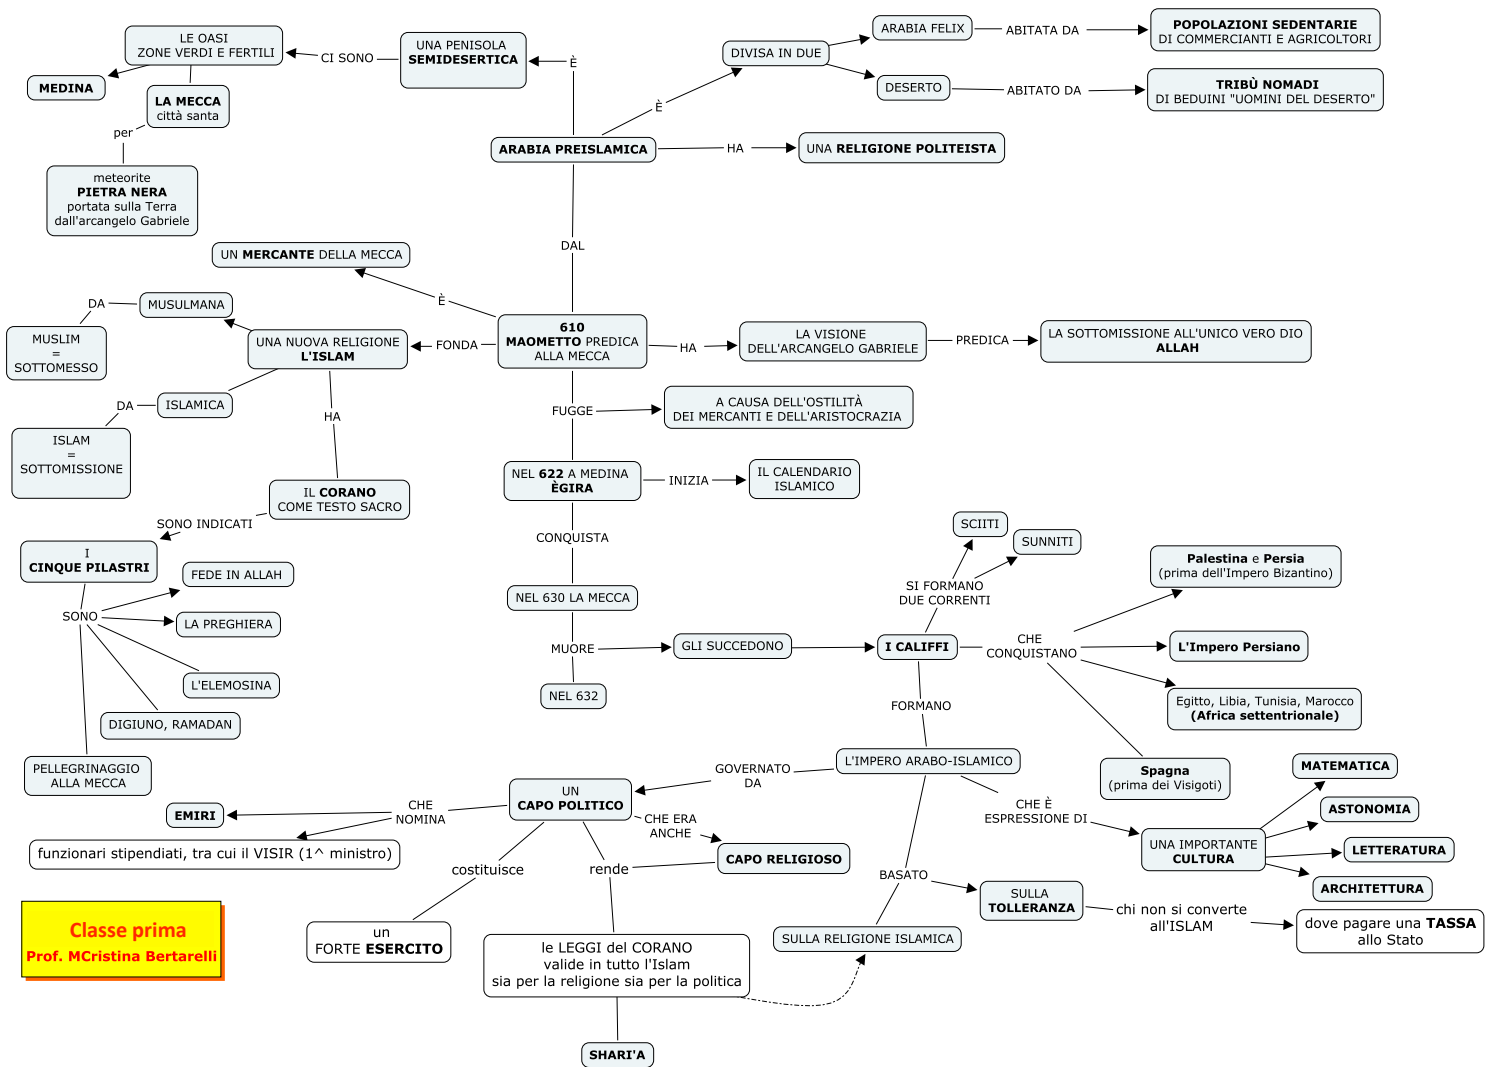 LE OASI
ZONE VERDI E FERTILI
CI SONO
UNA PENISOLA
SEMIDESERTICA
È
MEDINA
LA MECCA
città santa
per
meteorite
PIETRA NERA
portata sulla Terra
dall'arcangelo Gabriele
DIVISA IN DUE
È
ARABIA FELIX
ABITATA DA
POPOLAZIONI SEDENTARIE
DI COMMERCIANTI E AGRICOLTORI
DESERTO
ABITATO DA
TRIBÙ NOMADI
DI BEDUINI "UOMINI DEL DESERTO"
ARABIA PREISLAMICA
HA
UNA RELIGIONE POLITEISTA
DAL
UN MERCANTE DELLA MECCA
È
610
MAOMETTO PREDICA
ALLA MECCA
HA
LA VISIONE
DELL'ARCANGELO GABRIELE
PREDICA
LA SOTTOMISSIONE ALL'UNICO VERO DIO
ALLAH
FONDA
UNA NUOVA RELIGIONE
L'ISLAM
MUSULMANA
DA
MUSLIM
=
SOTTOMESSO
ISLAMICA
DA
ISLAM
=
SOTTOMISSIONE
HA
IL CORANO
COME TESTO SACRO
SONO INDICATI
I
CINQUE PILASTRI
SONO
FEDE IN ALLAH
LA PREGHIERA
L'ELEMOSINA
DIGIUNO, RAMADAN
PELLEGRINAGGIO
ALLA MECCA
FUGGE
A CAUSA DELL'OSTILITÀ
DEI MERCANTI E DELL'ARISTOCRAZIA
NEL 622 A MEDINA
ÈGIRA
INIZIA
IL CALENDARIO
ISLAMICO
CONQUISTA
NEL 630 LA MECCA
MUORE
NEL 632
GLI SUCCEDONO
I CALIFFI
SI FORMANO
DUE CORRENTI
SCIITI
SUNNITI
CHE
CONQUISTANO
Palestina e Persia
(prima dell'Impero Bizantino)
L'Impero Persiano
Egitto, Libia, Tunisia, Marocco
(Africa settentrionale)
Spagna
(prima dei Visigoti)
FORMANO
L'IMPERO ARABO-ISLAMICO
GOVERNATO
DA
UN
CAPO POLITICO
CHE
NOMINA
EMIRI
funzionari stipendiati, tra cui il VISIR (1^ ministro)
CHE ERA
ANCHE
CAPO RELIGIOSO
costituisce
un
FORTE ESERCITO
rende
le LEGGI del CORANO
valide in tutto l'Islam
sia per la religione sia per la politica
SHARI'A
BASATO
SULLA RELIGIONE ISLAMICA
SULLA
TOLLERANZA
chi non si converte
all'ISLAM
dove pagare una TASSA
allo Stato
CHE È
ESPRESSIONE DI
UNA IMPORTANTE
CULTURA
MATEMATICA
ASTONOMIA
LETTERATURA
ARCHITETTURA
Classe prima
Prof. MCristina Bertarelli